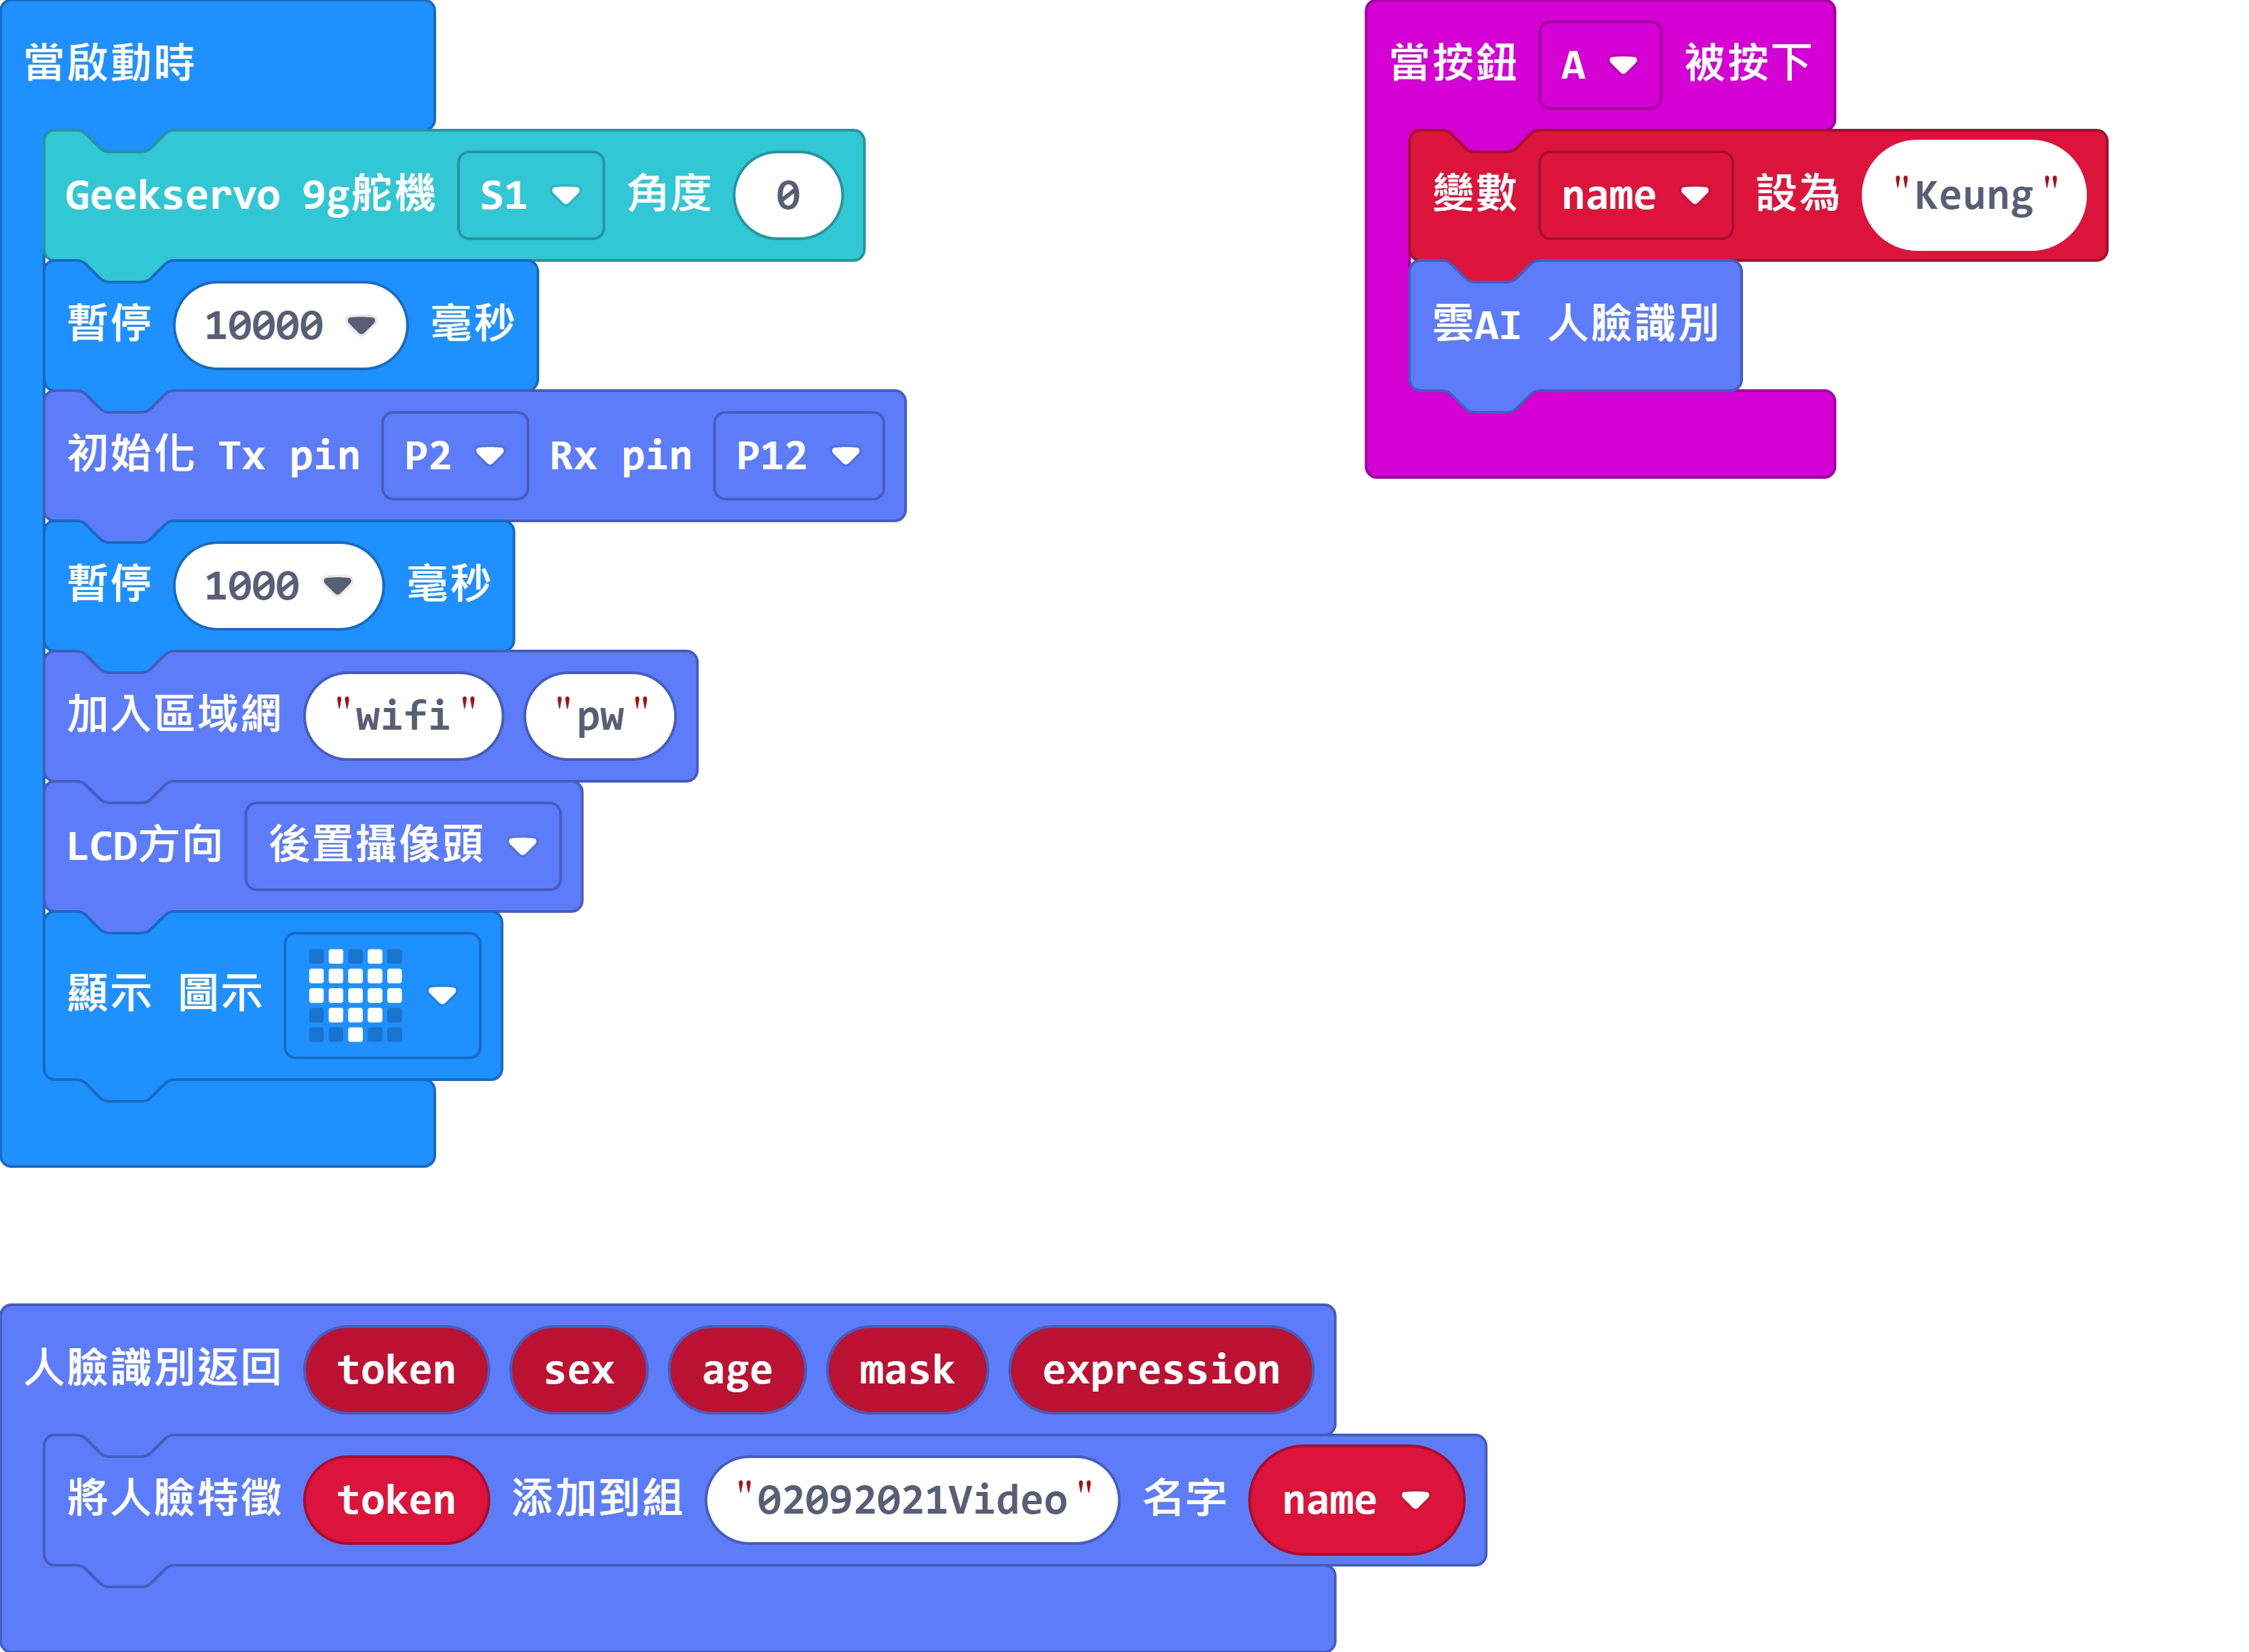 當啟動時
Geekservo 9g舵機 S1 角度 0
暫停 10000 毫秒
初始化 Tx pin P2 Rx pin P12
暫停 1000 毫秒
加入區域網 "wifi" "pw"
LCD方向 後置攝像頭
顯示 圖示
當按鈕 A 被按下
變數 name 設為 "Keung"
雲AI 人臉識別
人臉識別返回 token sex age mask expression
將人臉特徵 token 添加到組 "02092021Video" 名字 name